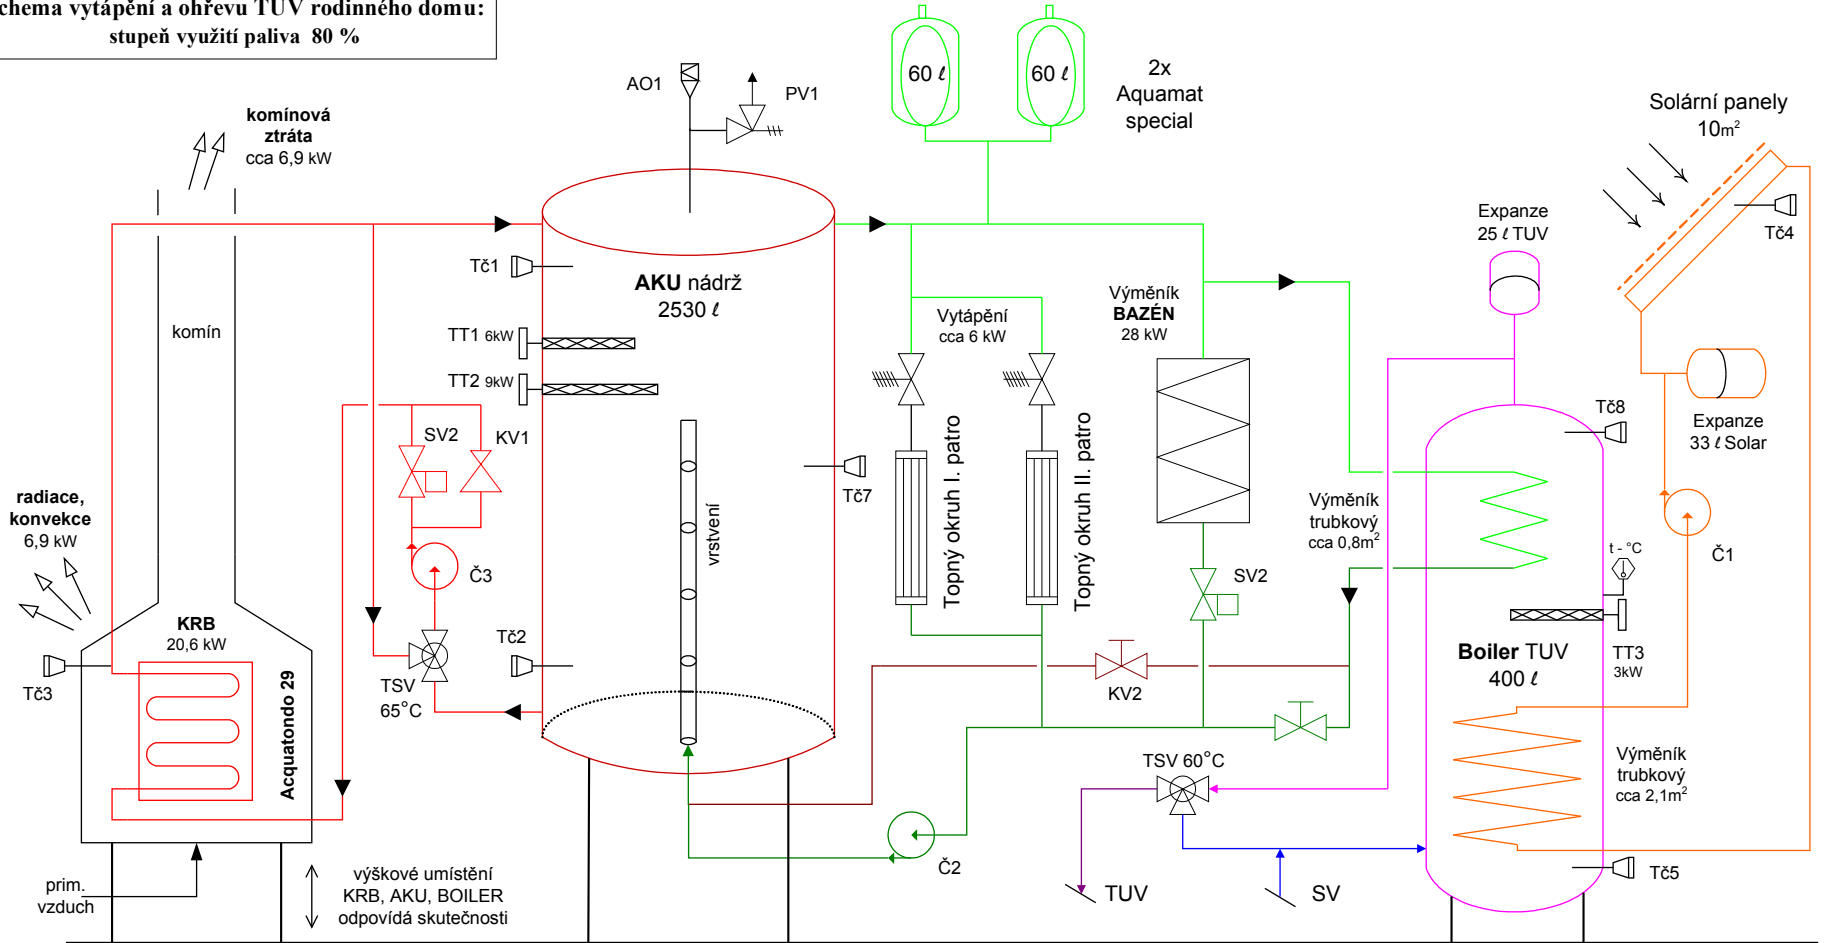 chema vytápění a ohřevu TUV rodinného domu:
stupeň využití paliva 80 %
komínová
ztráta
cca 6,9 kW
komín
radiace,
konvekce
6,9 kW
KRB
20,6 kW
Acquatondo 29
Tč3
prim.
vzduch
výškové umístění
KRB, AKU, BOILER
odpovídá skutečnosti
SV2
KV1
Č3
TSV
65°C
AO1
PV1
Tč1
AKU nádrž
2530 ℓ
TT1 6kW
TT2 9kW
Tč2
vrstvení
Tč7
60 ℓ
60 ℓ
2x
Aquamat
special
Vytápění
cca 6 kW
Topný okruh I. patro
Topný okruh II. patro
Výměník
BAZÉN
28 kW
SV2
KV2
Č2
TSV 60°C
TUV
SV
Solární panely
10m²
Tč4
Expanze
25 ℓ TUV
Expanze
33 ℓ Solar
Tč8
Č1
Výměník
trubkový
cca 0,8m²
t - °C
TT3
3kW
Boiler TUV
400 ℓ
Výměník
trubkový
cca 2,1m²
Tč5